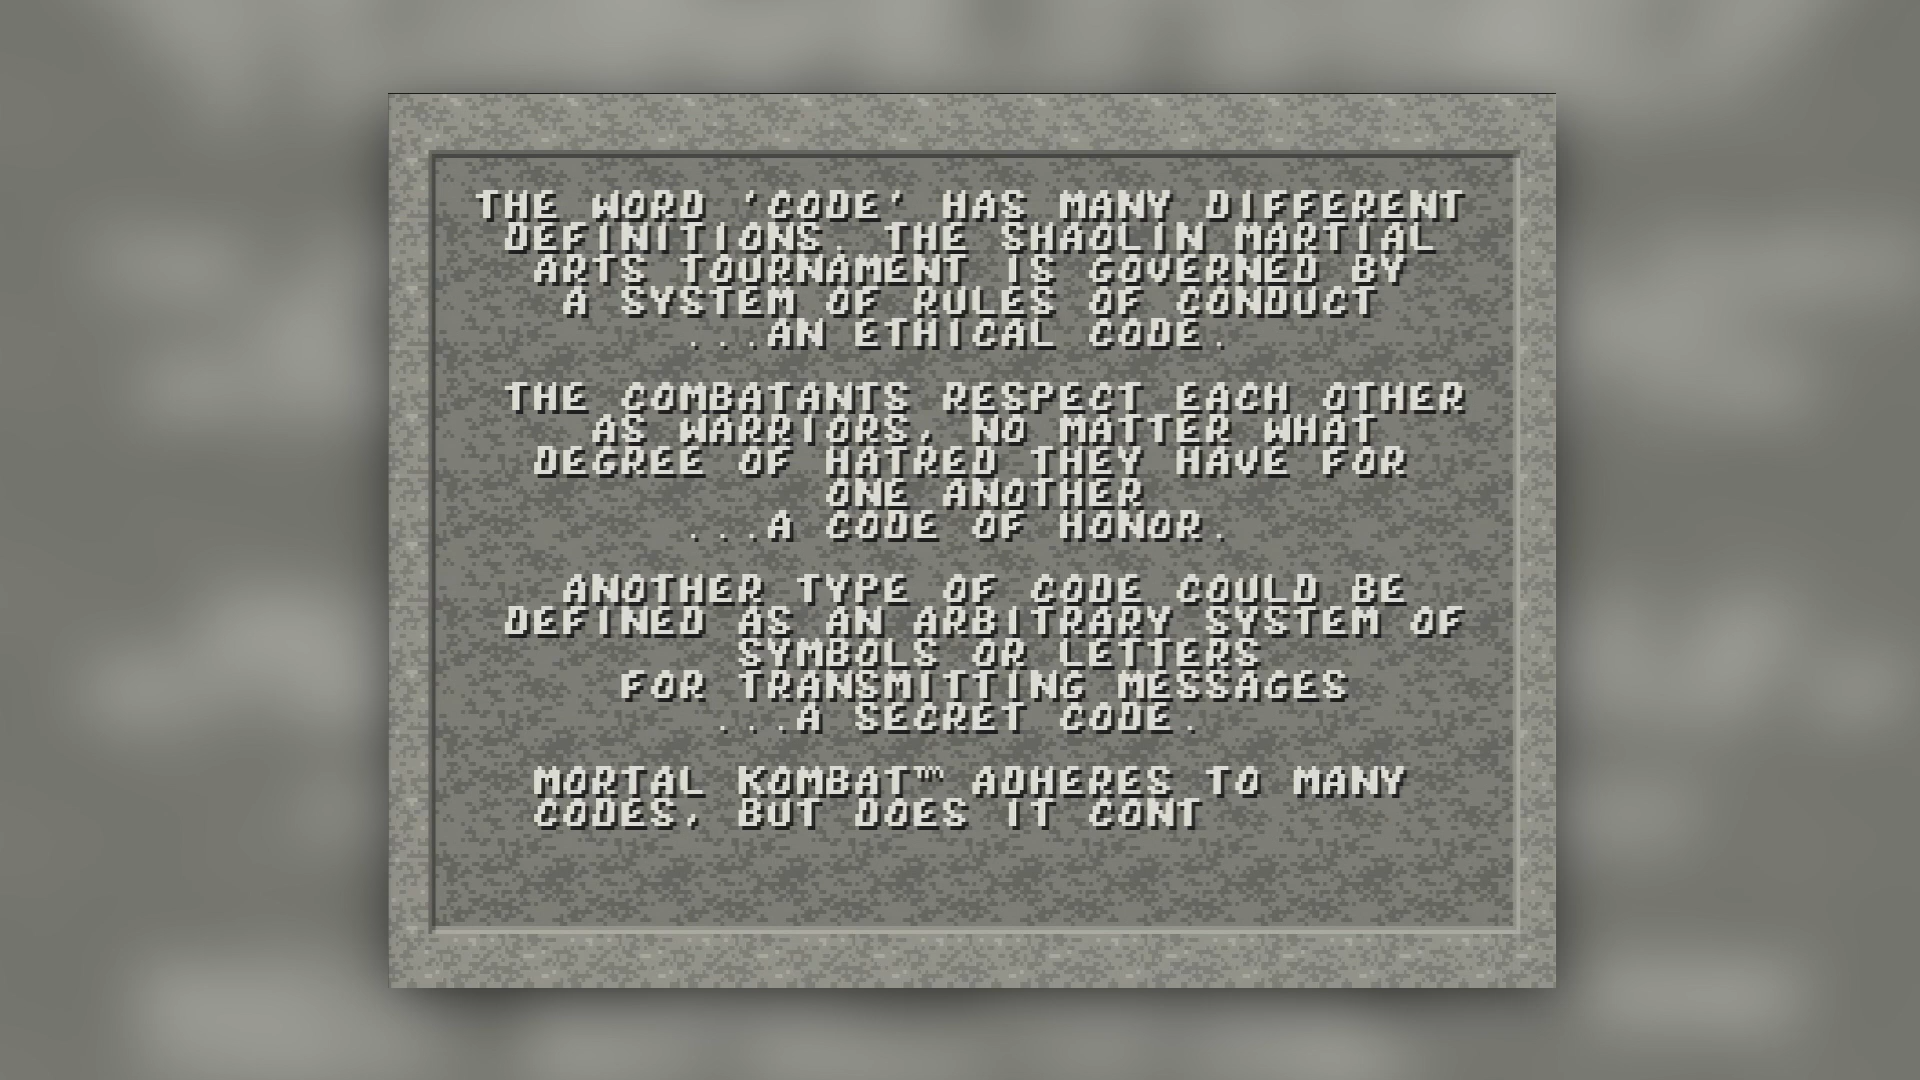 THE WORD 'CODE' HAS MANY DIFFERENT
DEFINITIONS. THE SHAOLIN MARTIAL
ARTS TOURNAMENT IS GOVERNED BY
A SYSTEM OF RULES OF CONDUCT
...AN ETHICAL CODE.
THE COMBATANTS RESPECT EACH OTHER
AS WARRIORS, NO MATTER WHAT
DEGREE OF HATRED THEY HAVE FOR
ONE ANOTHER
...A CODE OF HONOR.
ANOTHER TYPE OF CODE COULD BE
DEFINED AS AN ARBITRARY SYSTEM OF
SYMBOLS OR LETTERS
FOR TRANSMITTING MESSAGES
...A SECRET CODE.
MORTAL KOMBAT™ ADHERES TO MANY
CODES, BUT DOES IT CONT